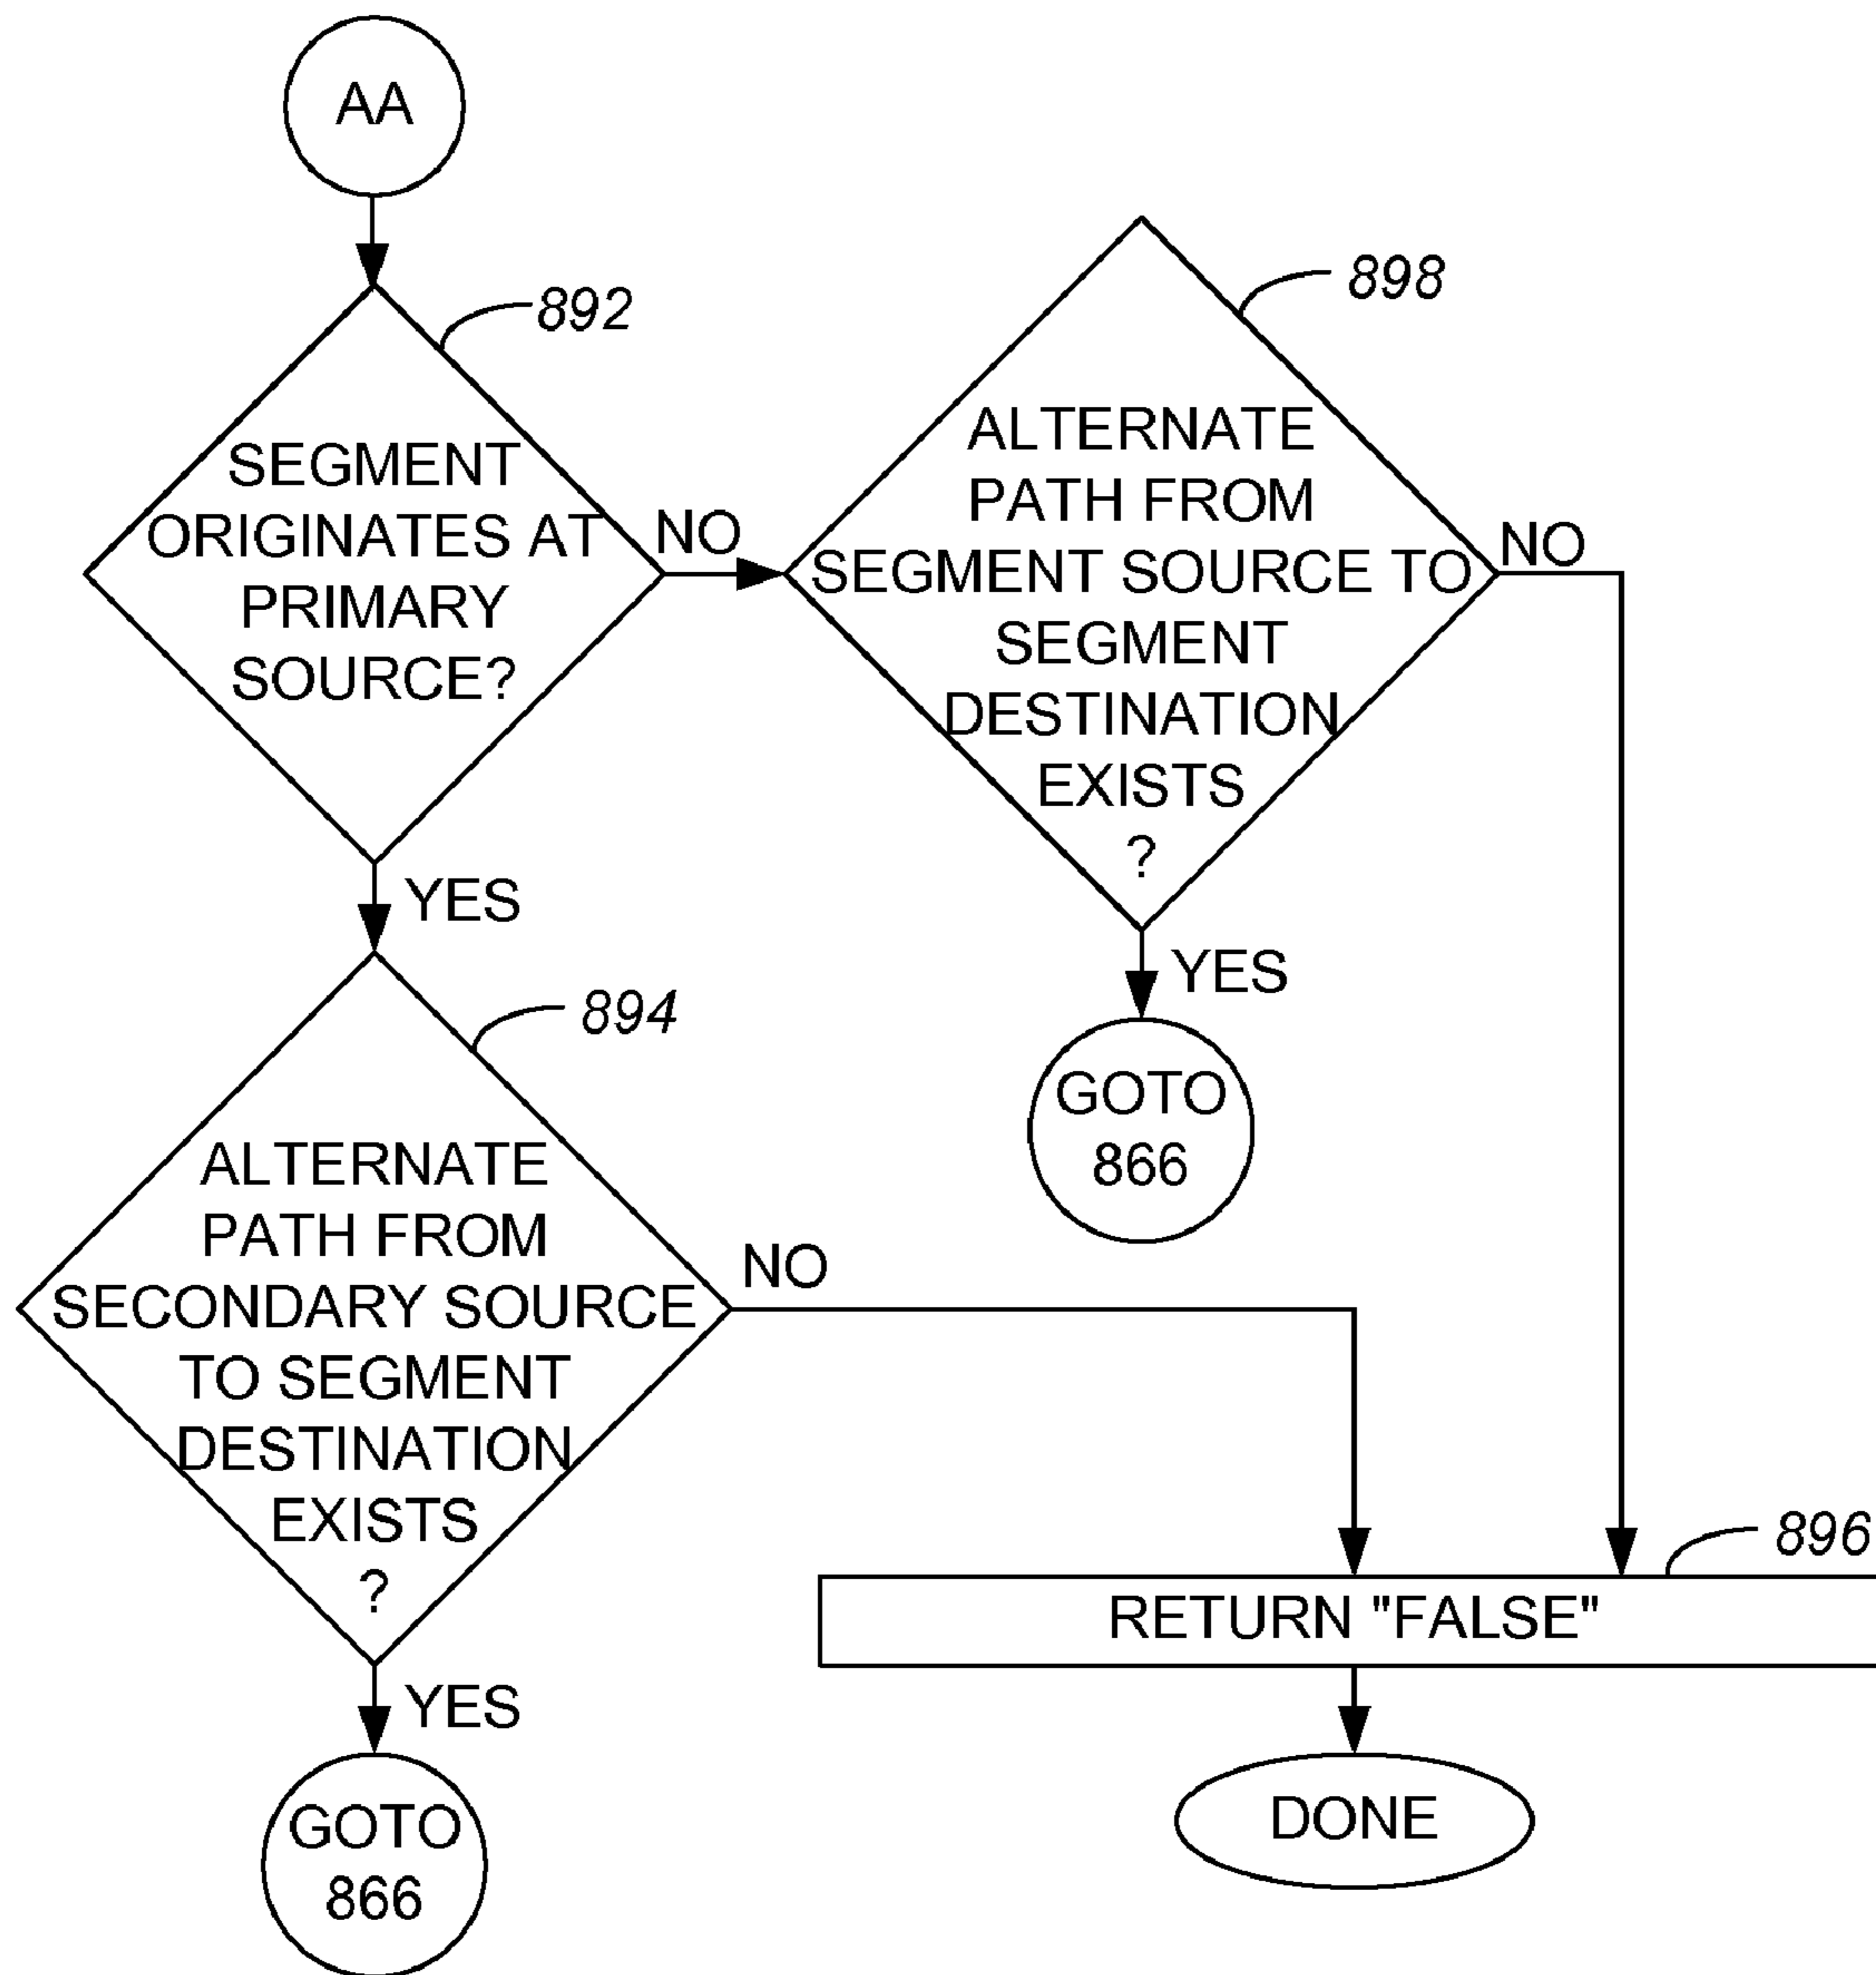 AA
892
SEGMENT
ORIGINATES AT
PRIMARY
SOURCE?
NO
898
ALTERNATE
PATH FROM
SEGMENT SOURCE TO
SEGMENT
DESTINATION
EXISTS
?
NO
YES
GOTO
866
YES
894
ALTERNATE
PATH FROM
SECONDARY SOURCE
TO SEGMENT
DESTINATION
EXISTS
?
NO
896
RETURN "FALSE"
YES
GOTO
866
DONE